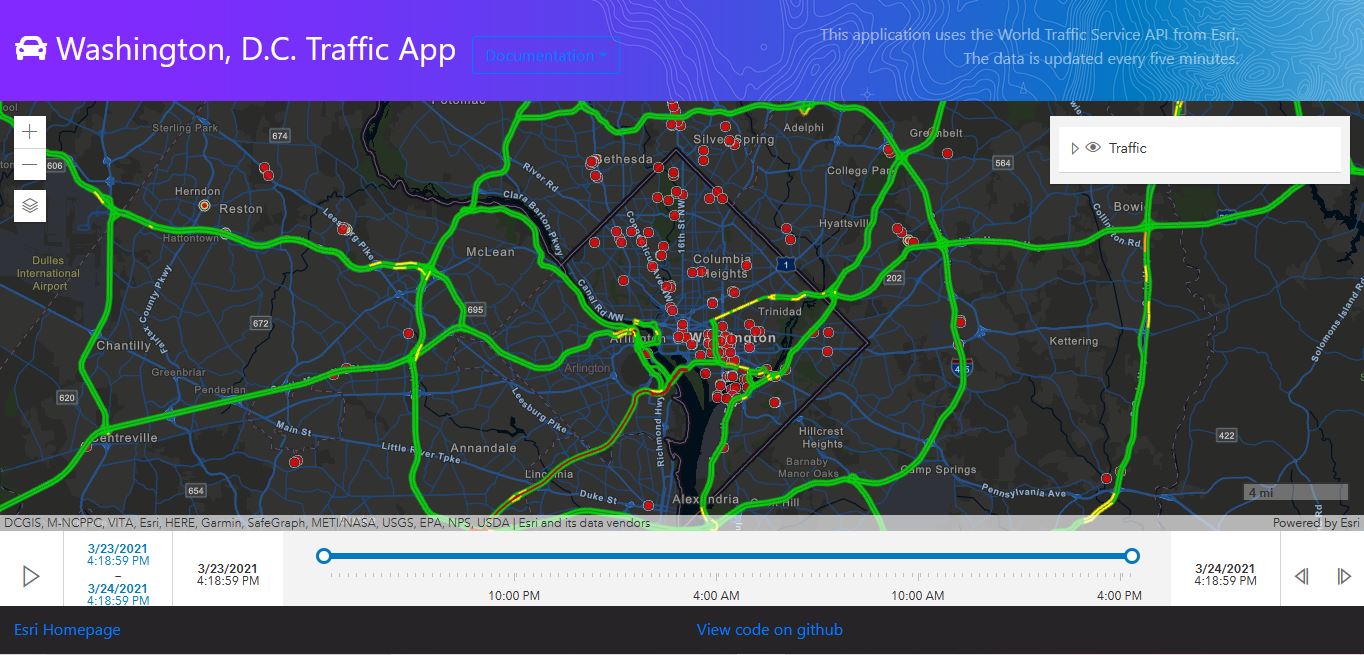 Washington, D.C. Traffic App
Documentation
This application uses the World Traffic Service API from Esri.
The data is updated every five minutes.
Traffic
Potomac
Sterling Park
674
606
Herndon
Reston
Hattontown
Dulles
International
Airport
County Pkwy
Fairfax
672
Chantilly
Greenbriar
Penderlan
620
Centreville
654
Main St
Leesburg Pike
McLean
695
River Rd
Clara Barton Pkwy
Canal Rd NW
Bethesda
Silver Spring
Adelphi
Greenbelt
564
College Park
Hyattsville
16th St NW
Columbia
Heights
1
202
Trinidad
Washington
Arlington
Arlington
Leesburg Pike
Richmond Hwy
Annandale
Little River Tpke
Lincolnia
Duke St
Alexandria
Hillcrest
Heights
Barnaby
Manor Oaks
Camp Springs
Pennsylvania Ave
Kettering
Bowi
Collington Rd
Solomons Island Rd
422
4 mi
DCGIS, M-NCPPC, VITA, Esri, HERE, Garmin, SafeGraph, METI/NASA, USGS, EPA, NPS, USDA | Esri and its data vendors
Powered by Esri
3/23/2021
4:18:59 PM
–
3/24/2021
4:18:59 PM
3/23/2021
4:18:59 PM
10:00 PM
4:00 AM
10:00 AM
4:00 PM
3/24/2021
4:18:59 PM
Esri Homepage
View code on github